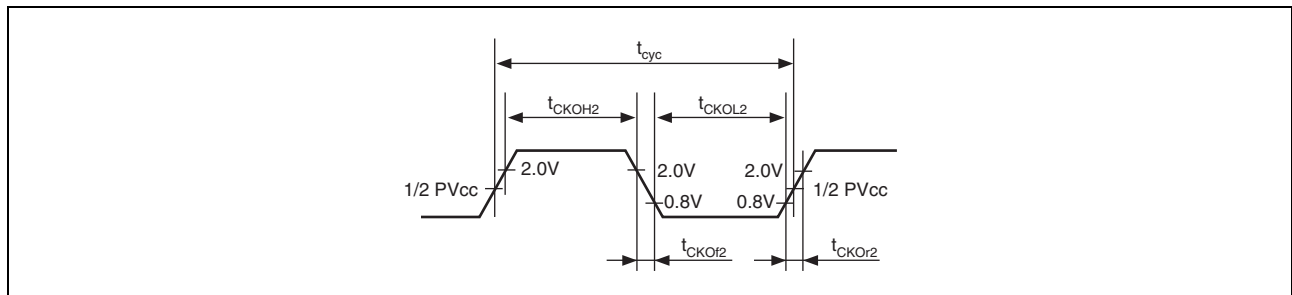 tcyc
tCKOH2 tCKOL2
2.0V 2.0V 2.0V
1/2 PVcc 1/2 PVcc
0.8V 0.8V
tCKOf2 tCKOr2